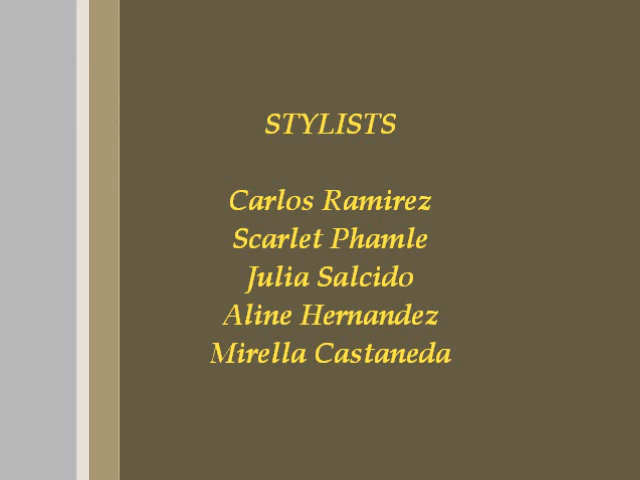 STYLISTS
Carlos Ramirez
Scarlet Phamle
Julia Salcido
Aline Hernandez
Mirella Castaneda